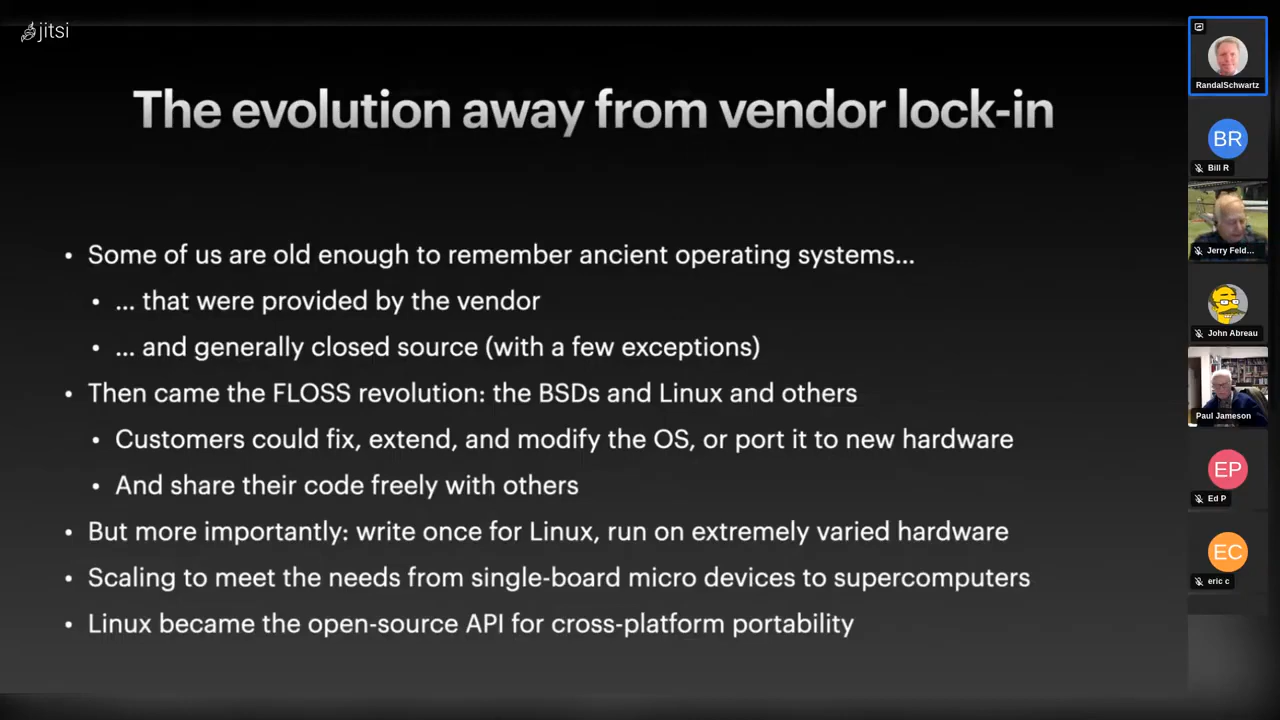 jitsi
The evolution away from vendor lock-in
• Some of us are old enough to remember ancient operating systems...
• ... that were provided by the vendor
• ... and generally closed source (with a few exceptions)
• Then came the FLOSS revolution: the BSDs and Linux and others
• Customers could fix, extend, and modify the OS, or port it to new hardware
• And share their code freely with others
• But more importantly: write once for Linux, run on extremely varied hardware
• Scaling to meet the needs from single-board micro devices to supercomputers
• Linux became the open-source API for cross-platform portability
RandalSchwartz
BR
Bill R
Jerry Feld...
John Abreau
Paul Jameson
EP
Ed P
EC
eric c